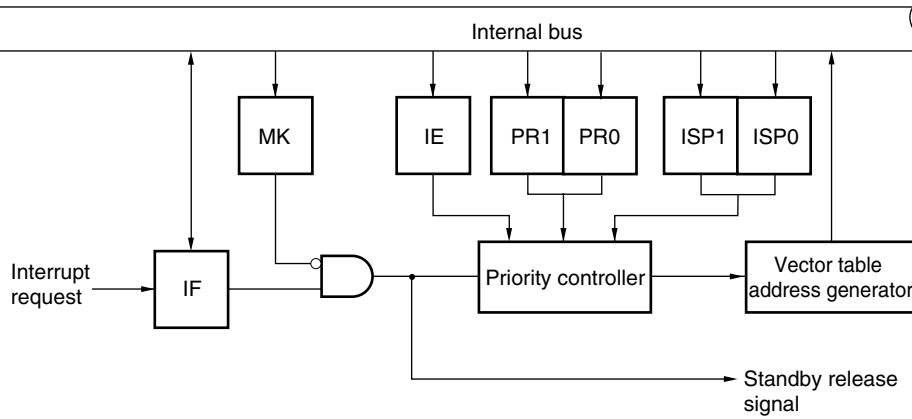 Internal bus
MK
IE
PR1
PR0
ISP1
ISP0
Interrupt
request
IF
Priority controller
Vector table
address generator
Standby release
signal